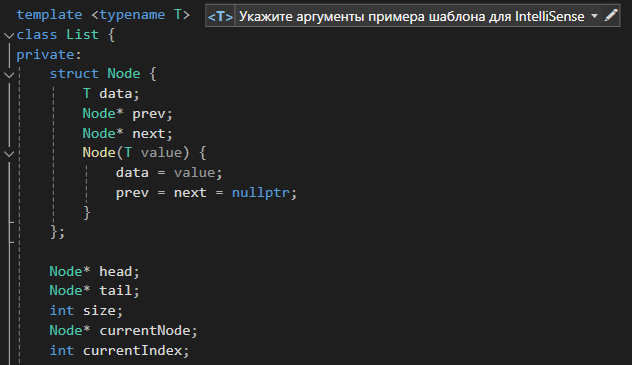 template <typename T> <T> Укажите аргументы примера шаблона для IntelliSense
class List {
private:
    struct Node {
        T data;
        Node* prev;
        Node* next;
        Node(T value) {
            data = value;
            prev = next = nullptr;
        }
    };

    Node* head;
    Node* tail;
    int size;
    Node* currentNode;
    int currentIndex;